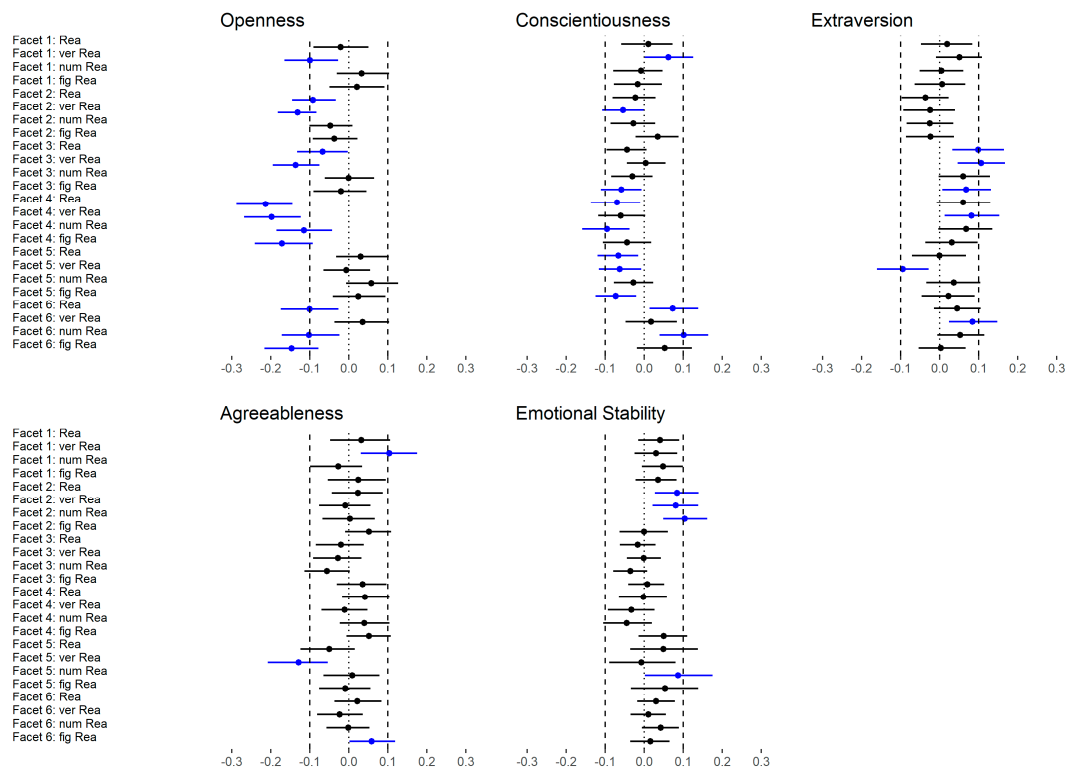 Openness Conscientiousness Extraversion
Facet 1: Rea
Facet 1: ver Rea
Facet 1: num Rea
Facet 1: fig Rea
Facet 2: Rea
Facet 2: ver Rea
Facet 2: num Rea
Facet 2: fig Rea
Facet 3: Rea
Facet 3: ver Rea
Facet 3: num Rea
Facet 3: fig Rea
Facet 4: Rea
Facet 4: ver Rea
Facet 4: num Rea
Facet 4: fig Rea
Facet 5: Rea
Facet 5: ver Rea
Facet 5: num Rea
Facet 5: fig Rea
Facet 6: Rea
Facet 6: ver Rea
Facet 6: num Rea
Facet 6: fig Rea
-0.3 -0.2 -0.1 0.0 0.1 0.2 0.3 -0.3 -0.2 -0.1 0.0 0.1 0.2 0.3 -0.3 -0.2 -0.1 0.0 0.1 0.2 0.3
Agreeableness Emotional Stability
Facet 1: Rea
Facet 1: ver Rea
Facet 1: num Rea
Facet 1: fig Rea
Facet 2: Rea
Facet 2: ver Rea
Facet 2: num Rea
Facet 2: fig Rea
Facet 3: Rea
Facet 3: ver Rea
Facet 3: num Rea
Facet 3: fig Rea
Facet 4: Rea
Facet 4: ver Rea
Facet 4: num Rea
Facet 4: fig Rea
Facet 5: Rea
Facet 5: ver Rea
Facet 5: num Rea
Facet 5: fig Rea
Facet 6: Rea
Facet 6: ver Rea
Facet 6: num Rea
Facet 6: fig Rea
-0.3 -0.2 -0.1 0.0 0.1 0.2 0.3 -0.3 -0.2 -0.1 0.0 0.1 0.2 0.3